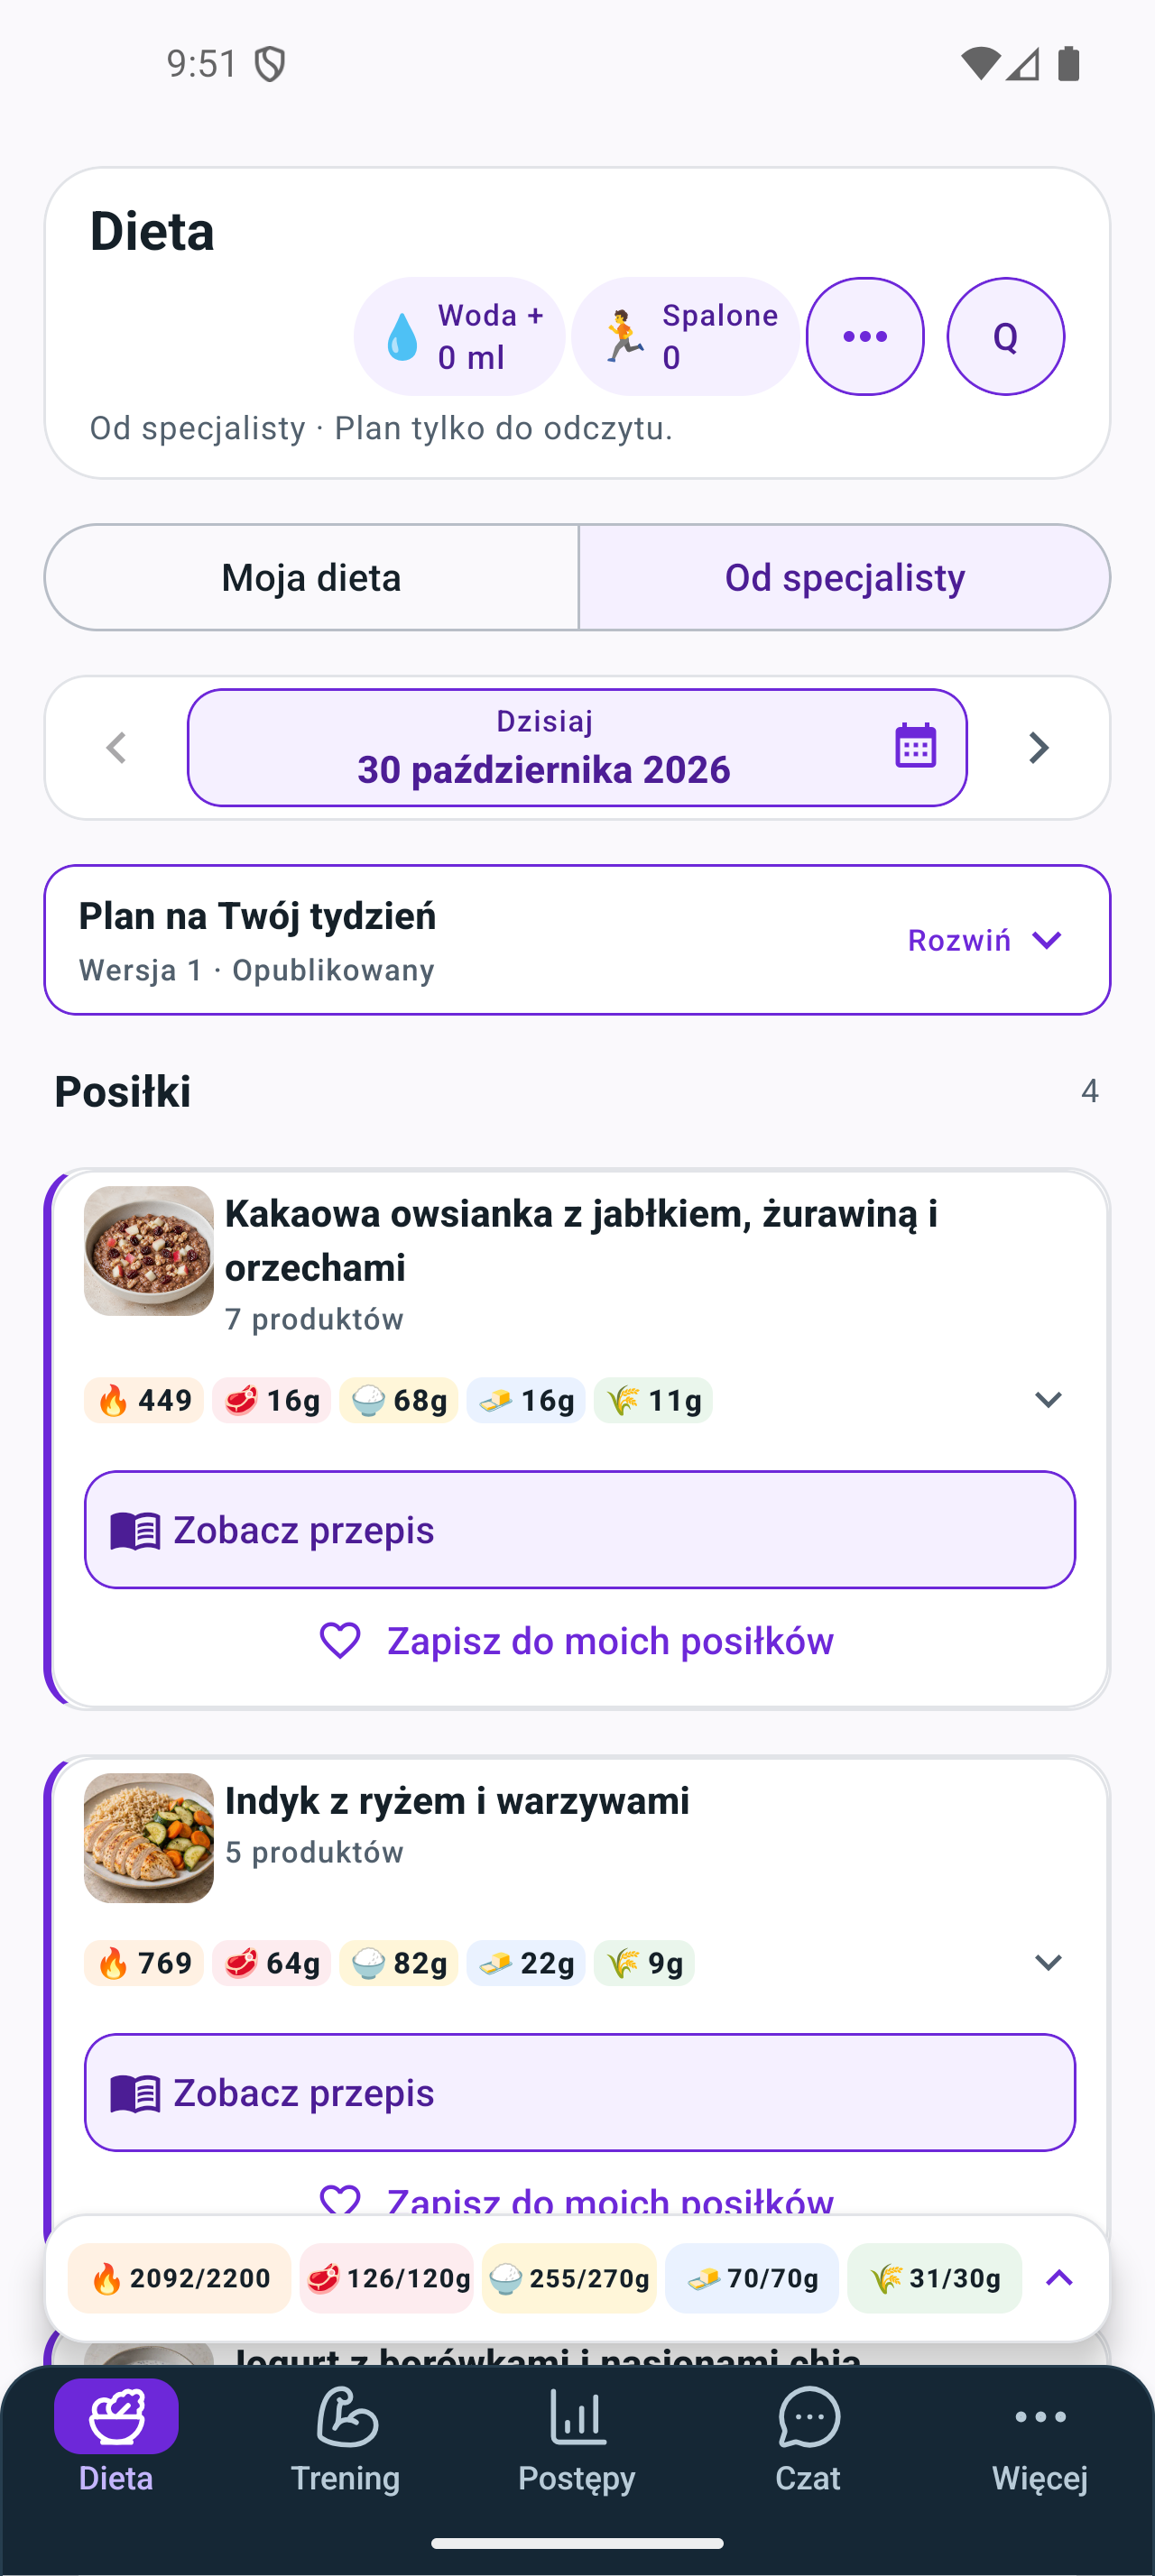 9:51
Dieta
Woda +
0 ml
Spalone
0
Q
Od specjalisty · Plan tylko do odczytu.
Moja dieta
Od specjalisty
Dzisiaj
30 października 2026
Plan na Twój tydzień
Wersja 1 · Opublikowany
Rozwiń
Posiłki
4
Kakaowa owsianka z jabłkiem, żurawiną i
orzechami
7 produktów
449
16g
68g
16g
11g
Zobacz przepis
Zapisz do moich posiłków
Indyk z ryżem i warzywami
5 produktów
769
64g
82g
22g
9g
Zobacz przepis
Zapisz do moich posiłków
2092/2200
126/120g
255/270g
70/70g
31/30g
Jogurt z borówkami i nasionami chia
Dieta
Trening
Postępy
Czat
Więcej